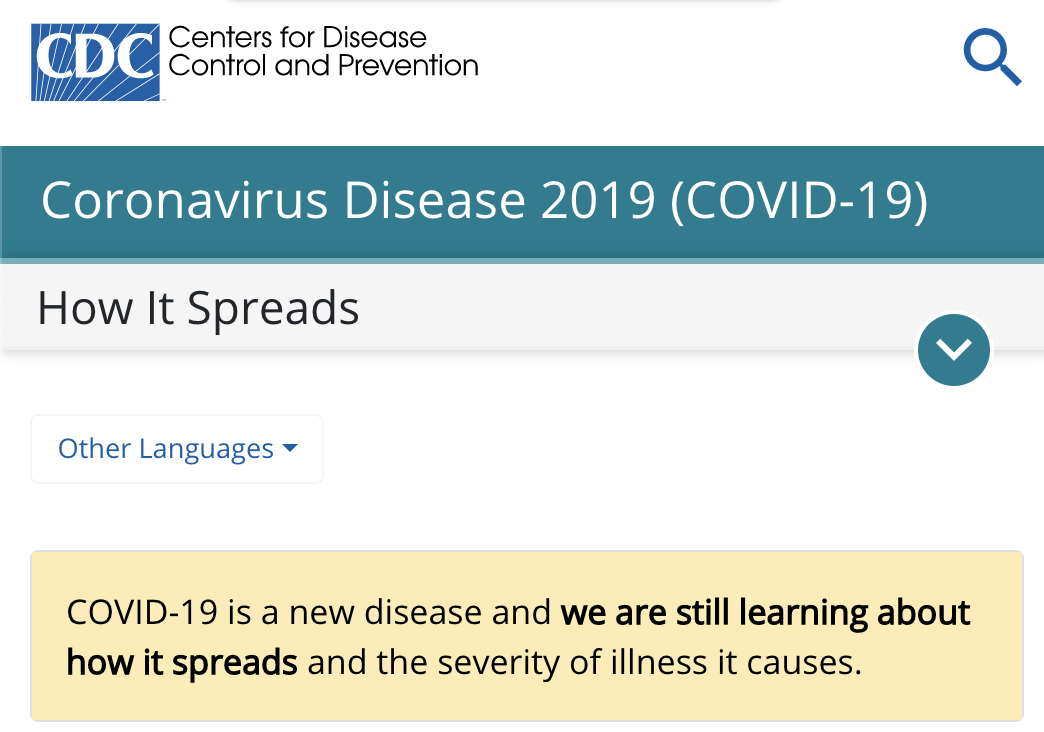 CDC
Centers for Disease
Control and Prevention
Coronavirus Disease 2019 (COVID-19)
How It Spreads
Other Languages
COVID-19 is a new disease and we are still learning about
how it spreads and the severity of illness it causes.